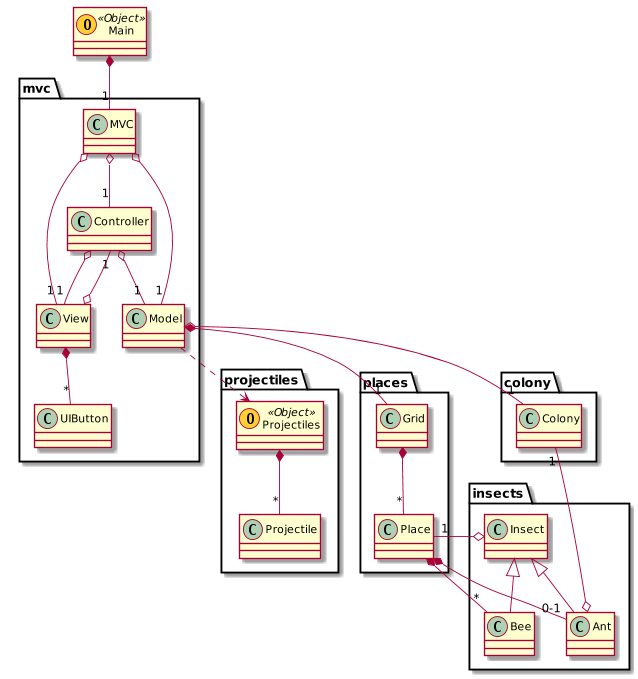 O «Object»
Main
1
mvc
C MVC
1
C Controller
1
1 1
1
1
C View
C Model
*
C UIButton
projectiles
O «Object»
Projectiles
*
C Projectile
places
1
C Grid
*
C Place
colony
1
C Colony
1
insects
1
C Insect
*
0-1
C Bee
C Ant